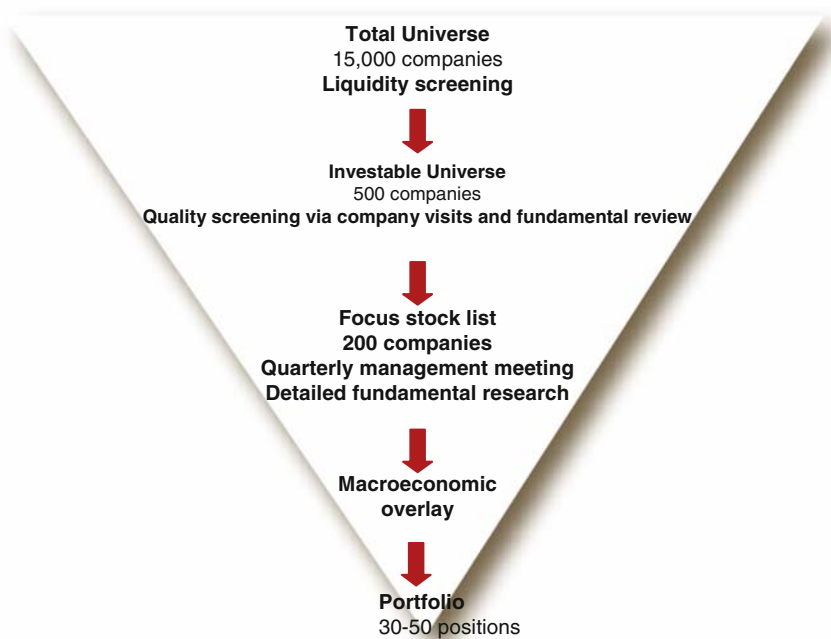 Total Universe
15,000 companies
Liquidity screening
Investable Universe
500 companies
Quality screening via company visits and fundamental review
Focus stock list
200 companies
Quarterly management meeting
Detailed fundamental research
Macroeconomic
overlay
Portfolio
30-50 positions